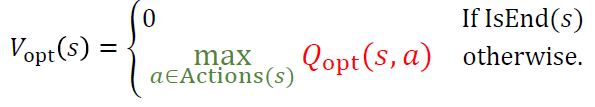 V_opt(s) = { 0 If IsEnd(s)
max_{a∈Actions(s)} Q_opt(s, a) otherwise.